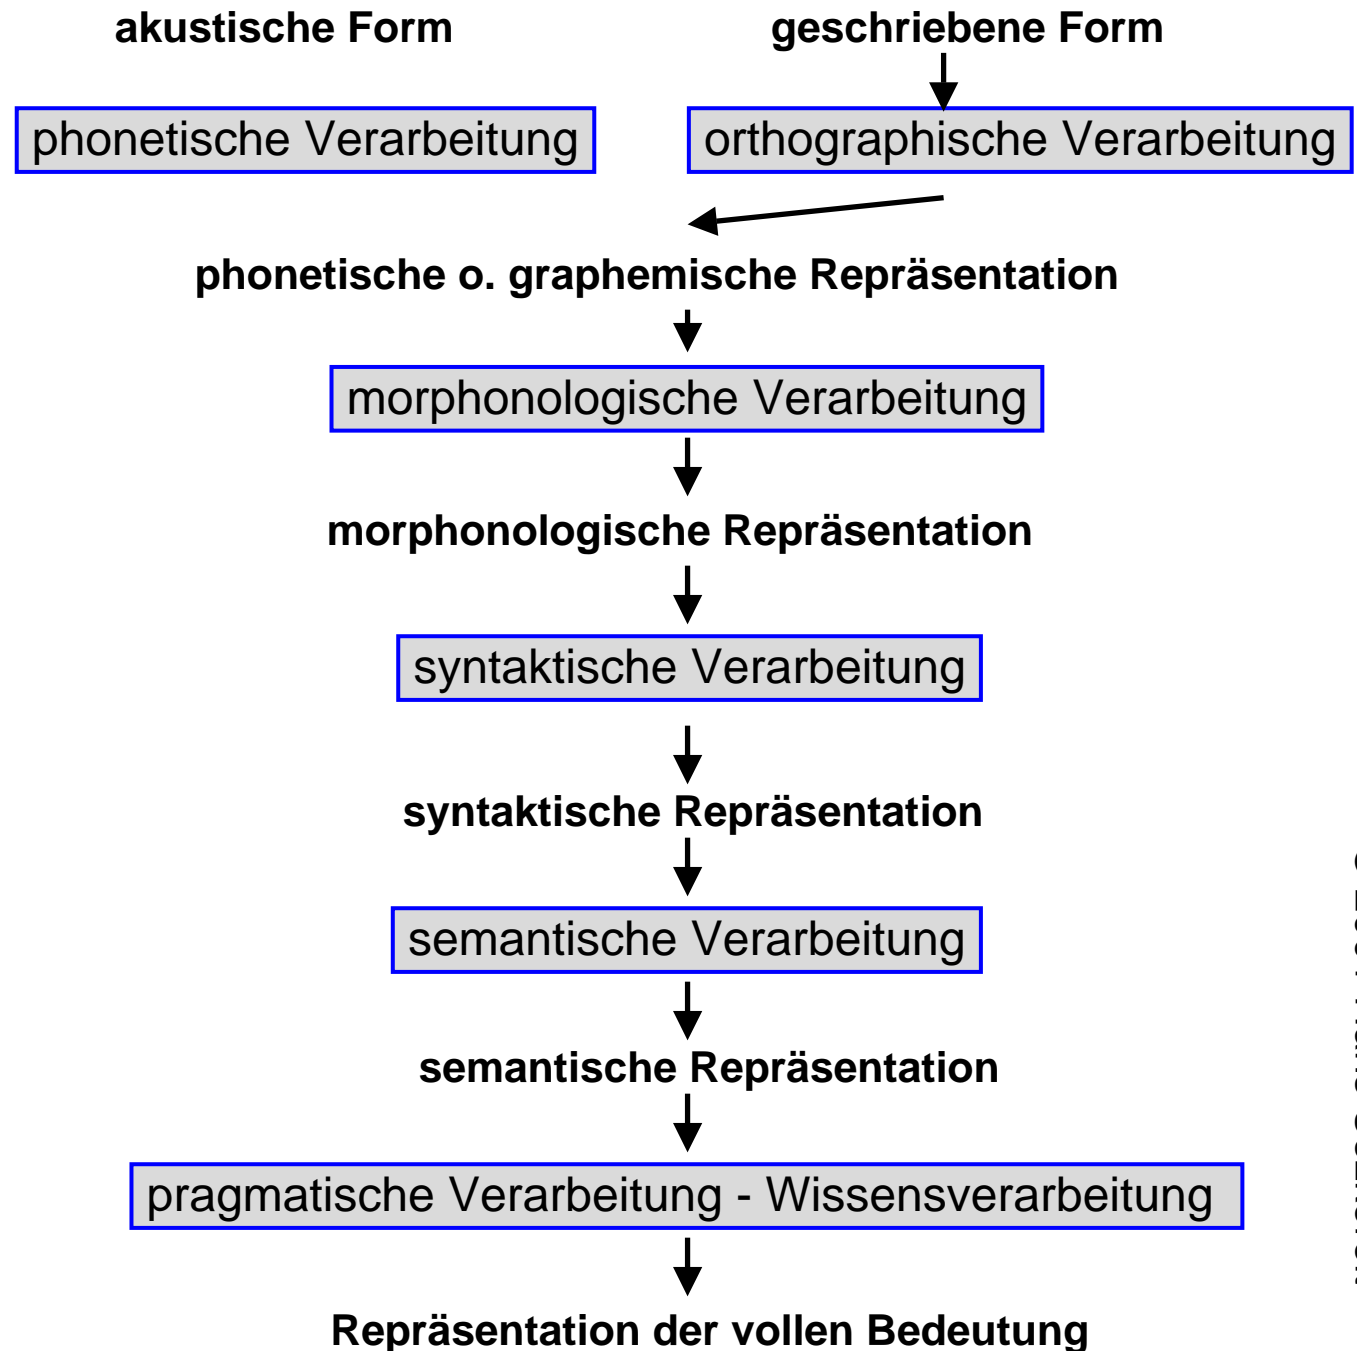 akustische Form
geschriebene Form
phonetische Verarbeitung
orthographische Verarbeitung
phonetische o. graphemische Repräsentation
morphonologische Verarbeitung
morphonologische Repräsentation
syntaktische Verarbeitung
syntaktische Repräsentation
semantische Verarbeitung
semantische Repräsentation
pragmatische Verarbeitung - Wissensverarbeitung
Repräsentation der vollen Bedeutung